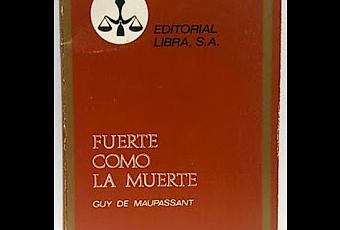 EDITORIAL
LIBRA, S.A.
FUERTE
COMO
LA MUERTE
GUY DE MAUPASSANT